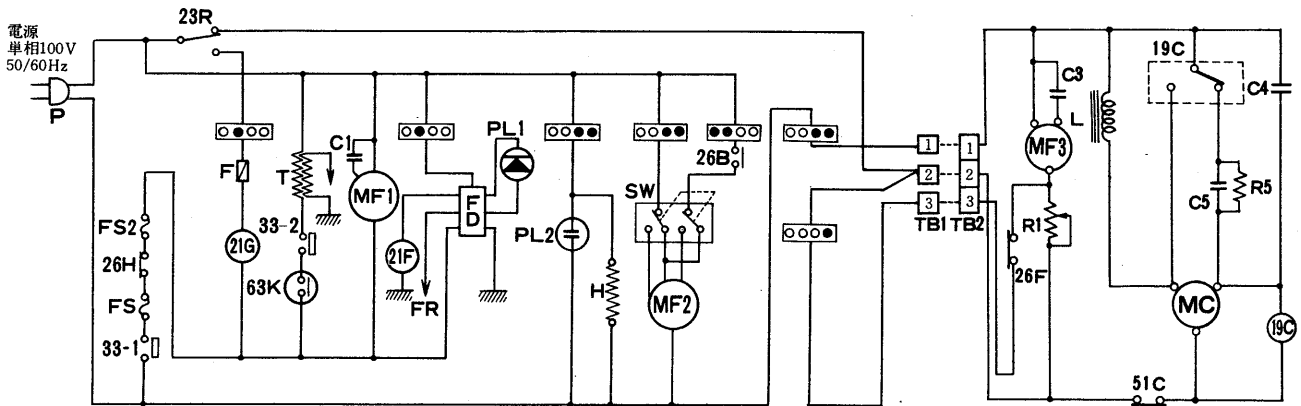 電源
単相100V
50/60Hz
P
23R
F
21G
FS2
26H
FS
33-1
T
33-2
63K
C1
MF1
21F
FR
FD
PL1
PL2
H
SW
26B
MF2
1
2
3
TB1
1
2
3
TB2
C3
MF3
R1
26F
L
19C
C5
R5
C4
MC
19C
51C